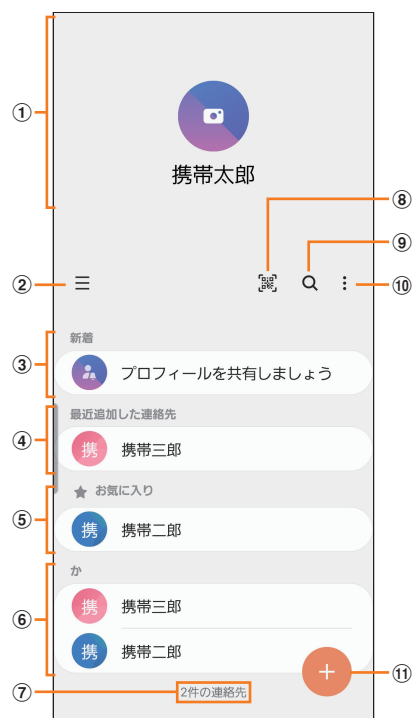 ①
携帯太郎
⑧
⑨
②
⑩
新着
③
プロフィールを共有しましょう
最近追加した連絡先
④
携 携帯三郎
お気に入り
⑤
携 携帯二郎
か
携 携帯三郎
⑥
携 携帯二郎
⑪
⑦
2件の連絡先